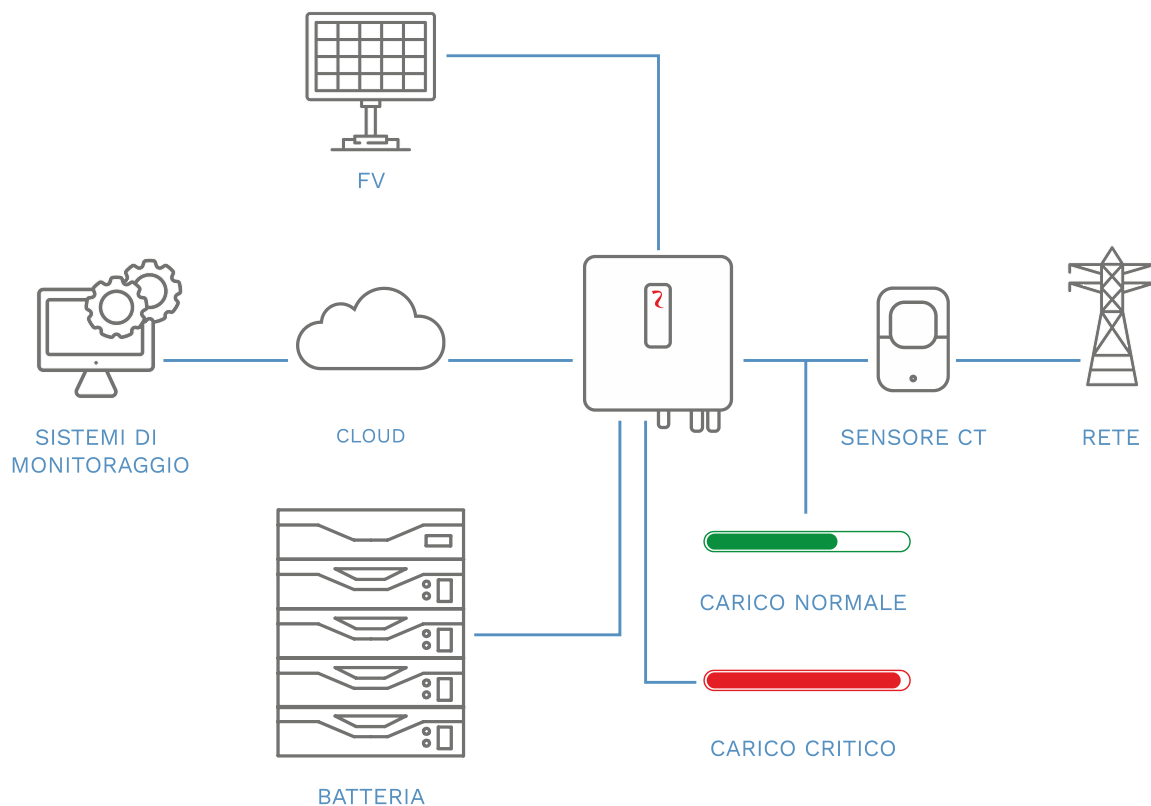 FV
SISTEMI DI
MONITORAGGIO
CLOUD
SENSORE CT
RETE
CARICO NORMALE
CARICO CRITICO
BATTERIA